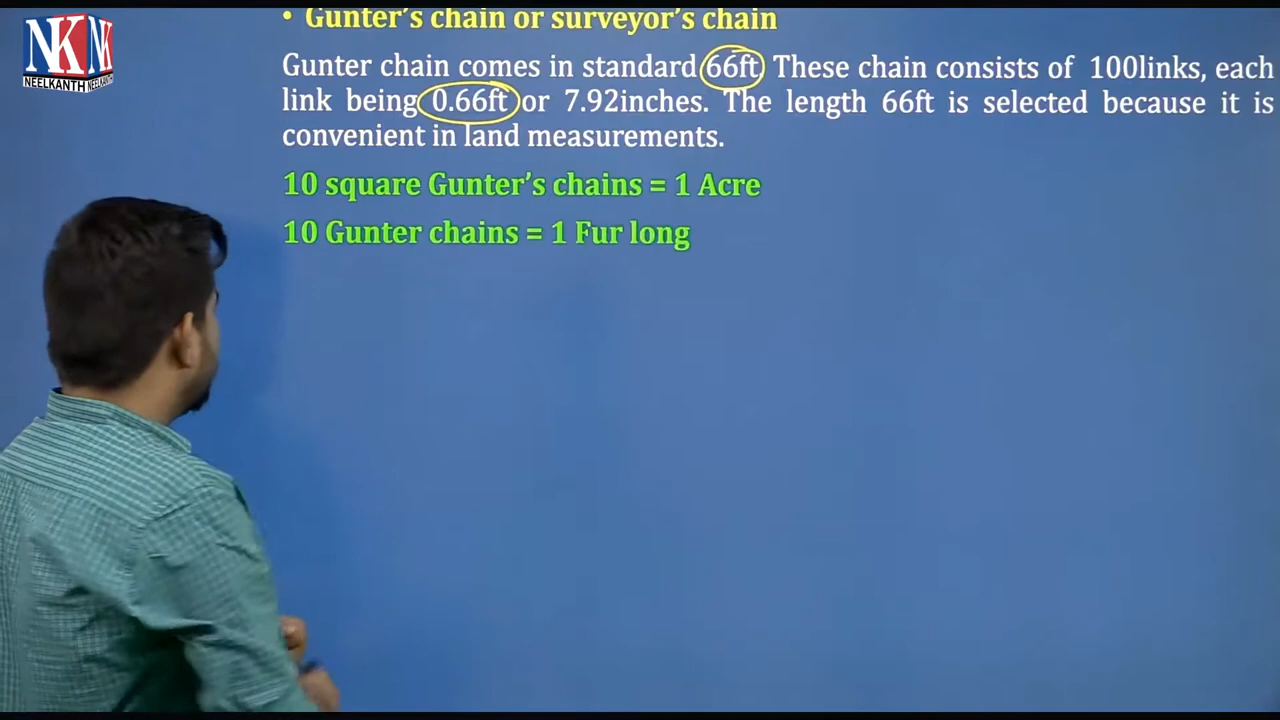 NK NK
NEELKANTH NEELKANTH
• Gunter's chain or surveyor's chain
Gunter chain comes in standard 66ft, These chain consists of 100links, each
link being 0.66ft or 7.92inches. The length 66ft is selected because it is
convenient in land measurements.
10 square Gunter's chains = 1 Acre
10 Gunter chains = 1 Fur long